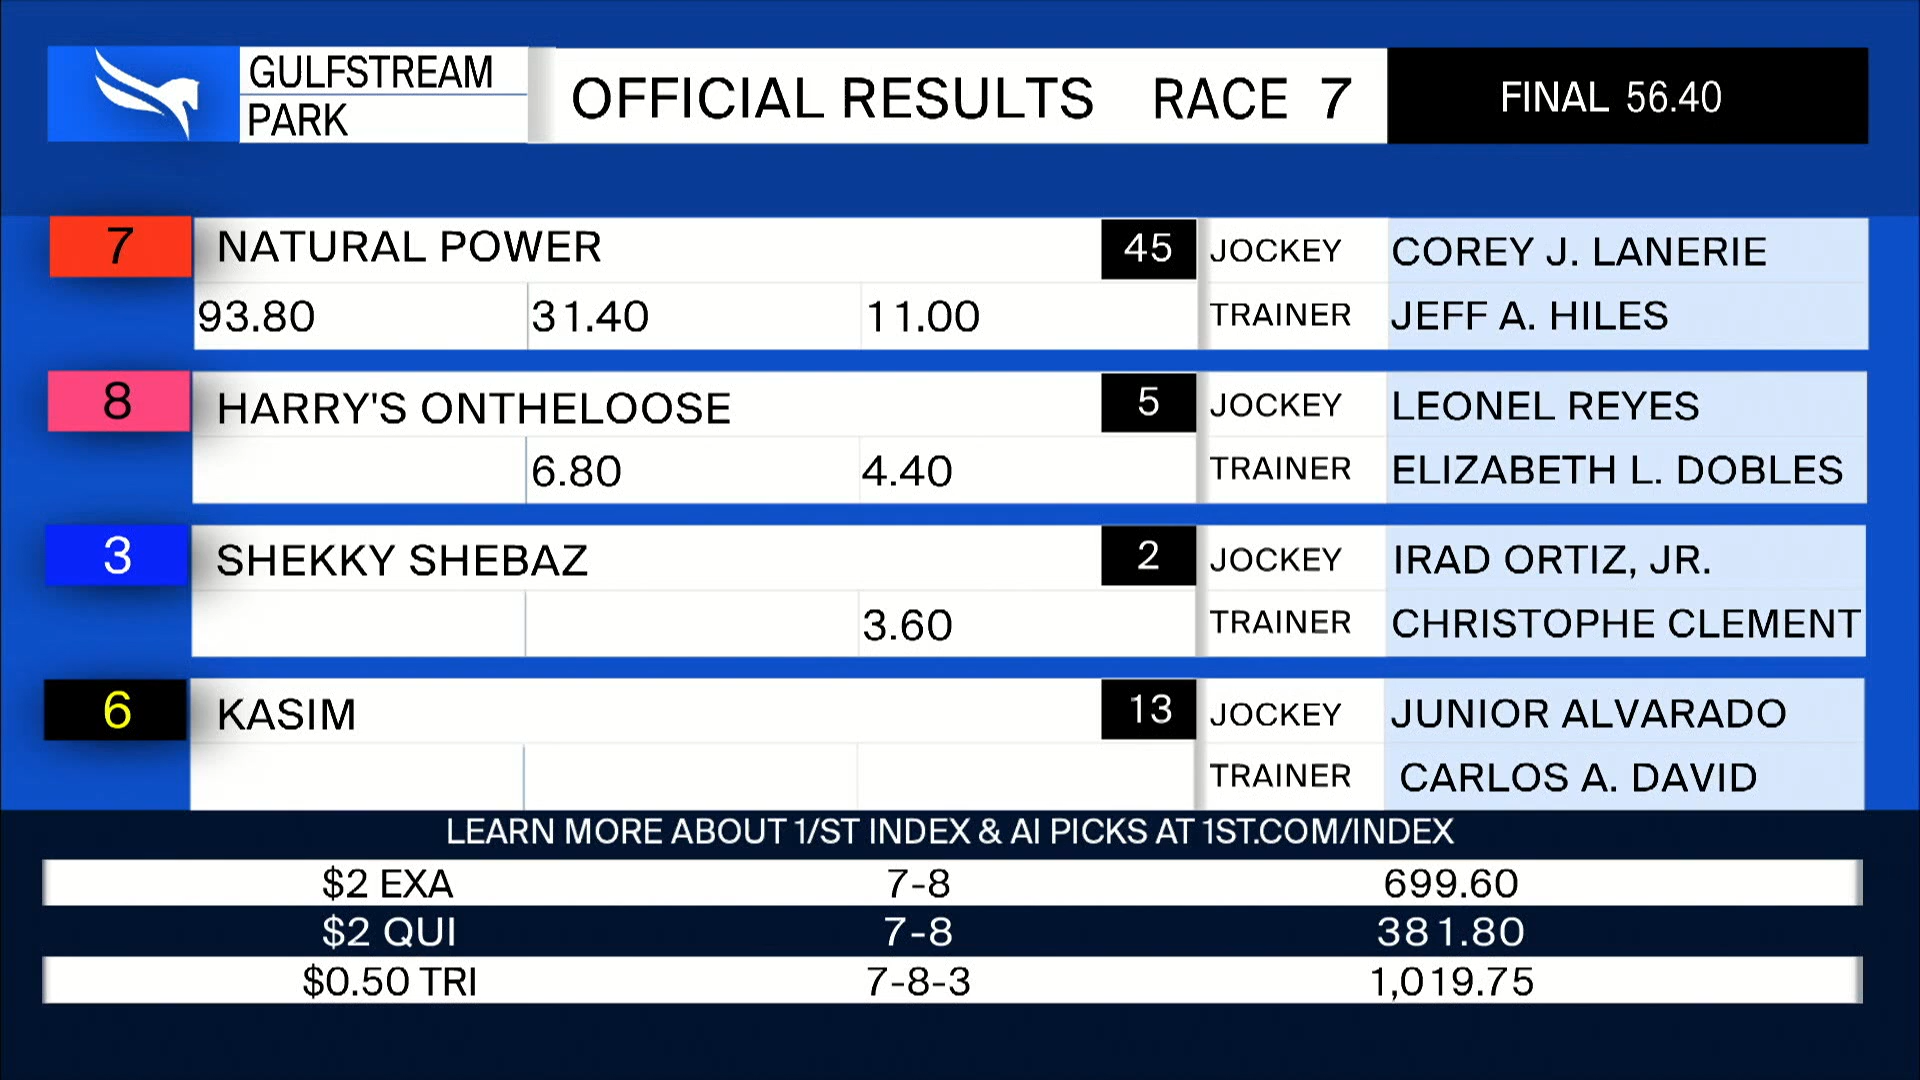 GULFSTREAM
PARK
OFFICIAL RESULTS RACE 7
FINAL 56.40
7 NATURAL POWER 45 JOCKEY COREY J. LANERIE
93.80 31.40 11.00 TRAINER JEFF A. HILES
8 HARRY'S ONTHELOOSE 5 JOCKEY LEONEL REYES
6.80 4.40 TRAINER ELIZABETH L. DOBLES
3 SHEKKY SHEBAZ 2 JOCKEY IRAD ORTIZ, JR.
3.60 TRAINER CHRISTOPHE CLEMENT
6 KASIM 13 JOCKEY JUNIOR ALVARADO
TRAINER CARLOS A. DAVID
LEARN MORE ABOUT 1/ST INDEX & AI PICKS AT 1ST.COM/INDEX
$2 EXA 7-8 699.60
$2 QUI 7-8 381.80
$0.50 TRI 7-8-3 1,019.75